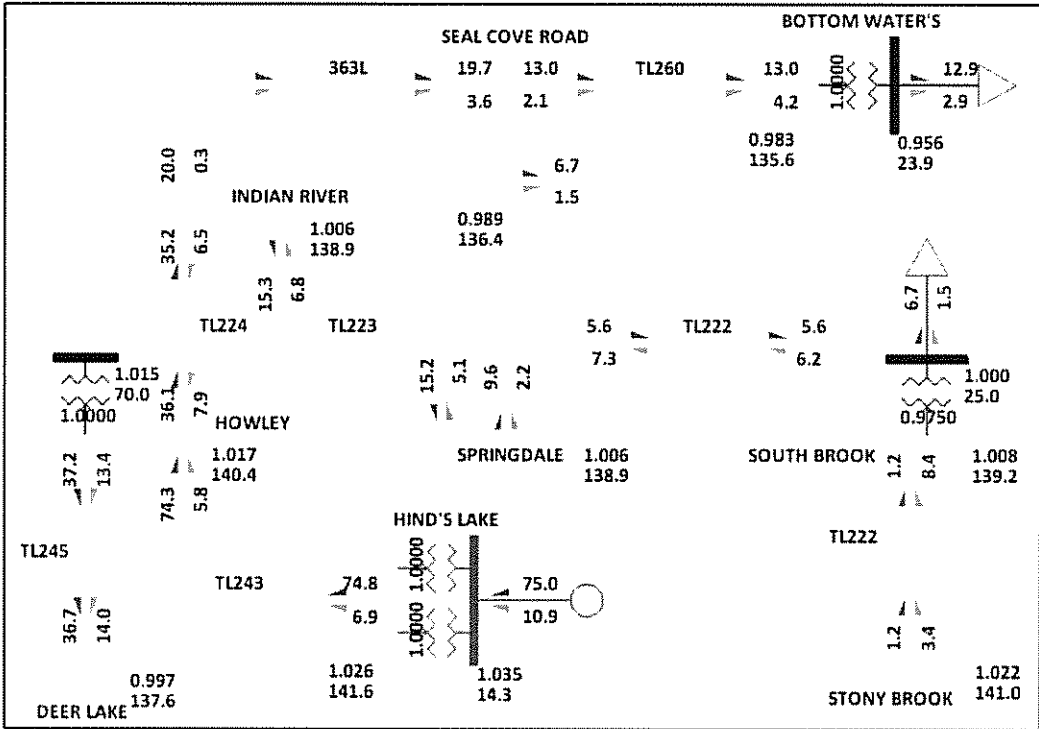 BOTTOM WATER'S
SEAL COVE ROAD
363L 19.7 13.0 TL260 13.0 1.0000 12.9
3.6 2.1 4.2 2.9
0.983 0.956
135.6 23.9
20.0 0.3
6.7
1.5
INDIAN RIVER
1.006 0.989
138.9 136.4
35.2 6.5
15.3 6.8
6.7 1.5
TL224 TL223 5.6 TL222 5.6
7.3 6.2
1.015 1.000
70.0 25.0
1.0000 0.9750
36.1 7.9
15.2 5.1 9.6 2.2
HOWLEY
1.017 SPRINGDALE 1.006 SOUTH BROOK 1.008
140.4 138.9 139.2
37.2 13.4
74.3 5.8
1.2 8.4
HIND'S LAKE
TL245 TL222
TL243 74.8 1.0000 75.0
6.9 1.0000 10.9
36.7 14.0
1.2 3.4
0.997 1.026 1.035 1.022
137.6 141.6 14.3 141.0
DEER LAKE STONY BROOK